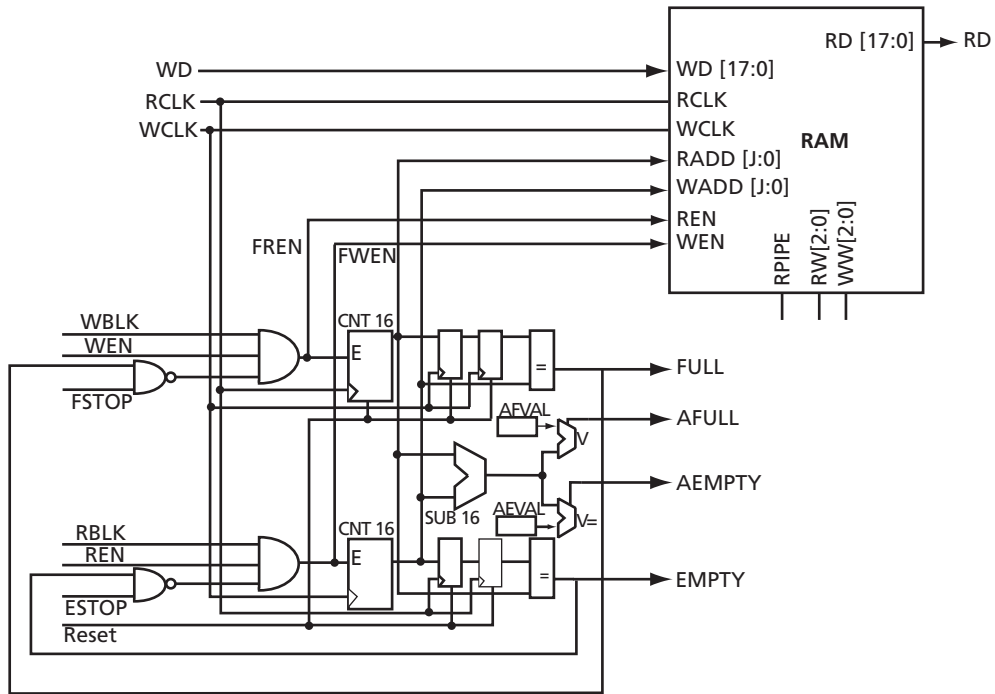 RD [17:0]
RD
WD
WD [17:0]
RCLK
RCLK
WCLK
WCLK
RAM
RADD [J:0]
WADD [J:0]
REN
FREN
FWEN
WEN
RPIPE
RW[2:0]
WW[2:0]
WBLK
CNT 16
WEN
E
=
FULL
FSTOP
AFVAL
AFULL
V
AEMPTY
SUB 16
AEVAL
V=
RBLK
CNT 16
REN
E
=
EMPTY
ESTOP
Reset